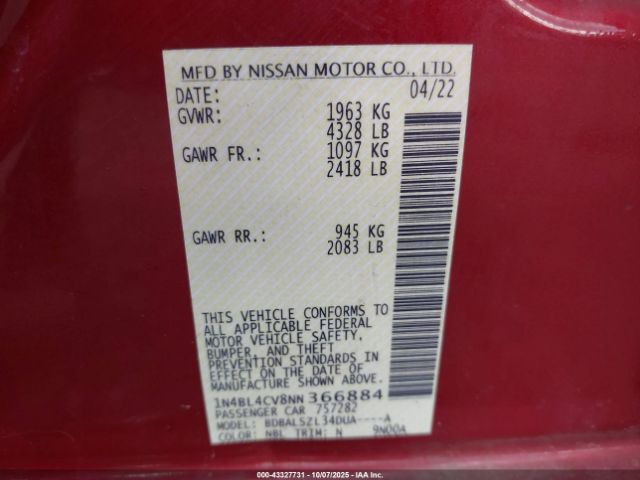 MFD BY NISSAN MOTOR CO., LTD.
DATE: 04/22
GVWR: 1963 KG
4328 LB
GAWR FR.: 1097 KG
2418 LB
GAWR RR.: 945 KG
2083 LB
THIS VEHICLE CONFORMS TO
ALL APPLICABLE FEDERAL
MOTOR VEHICLE SAFETY,
BUMPER, AND THEFT
PREVENTION STANDARDS IN
EFFECT ON THE DATE OF
MANUFACTURE SHOWN ABOVE.
1N4BL4CV8NN366884
PASSENGER CAR 757282
MODEL: BDBALSZL34DUA----A
COLOR: NBL TRIM: N 9N00A
000-43327731 - 10/07/2025 - IAAI.COM